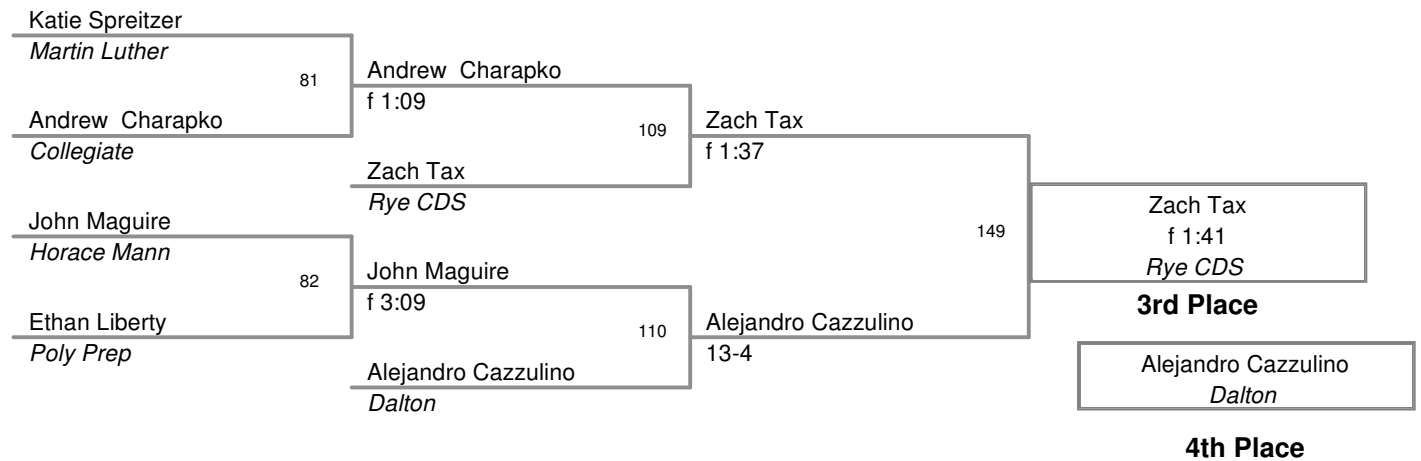 Katie Spreitzer
Martin Luther
81
Andrew  Charapko
f 1:09
Andrew  Charapko
Collegiate
109
Zach Tax
f 1:37
Zach Tax
Rye CDS
John Maguire
Horace Mann
82
John Maguire
f 3:09
Ethan Liberty
Poly Prep
110
Alejandro Cazzulino
13-4
Alejandro Cazzulino
Dalton
149
Zach Tax
f 1:41
Rye CDS
3rd Place
Alejandro Cazzulino
Dalton
4th Place